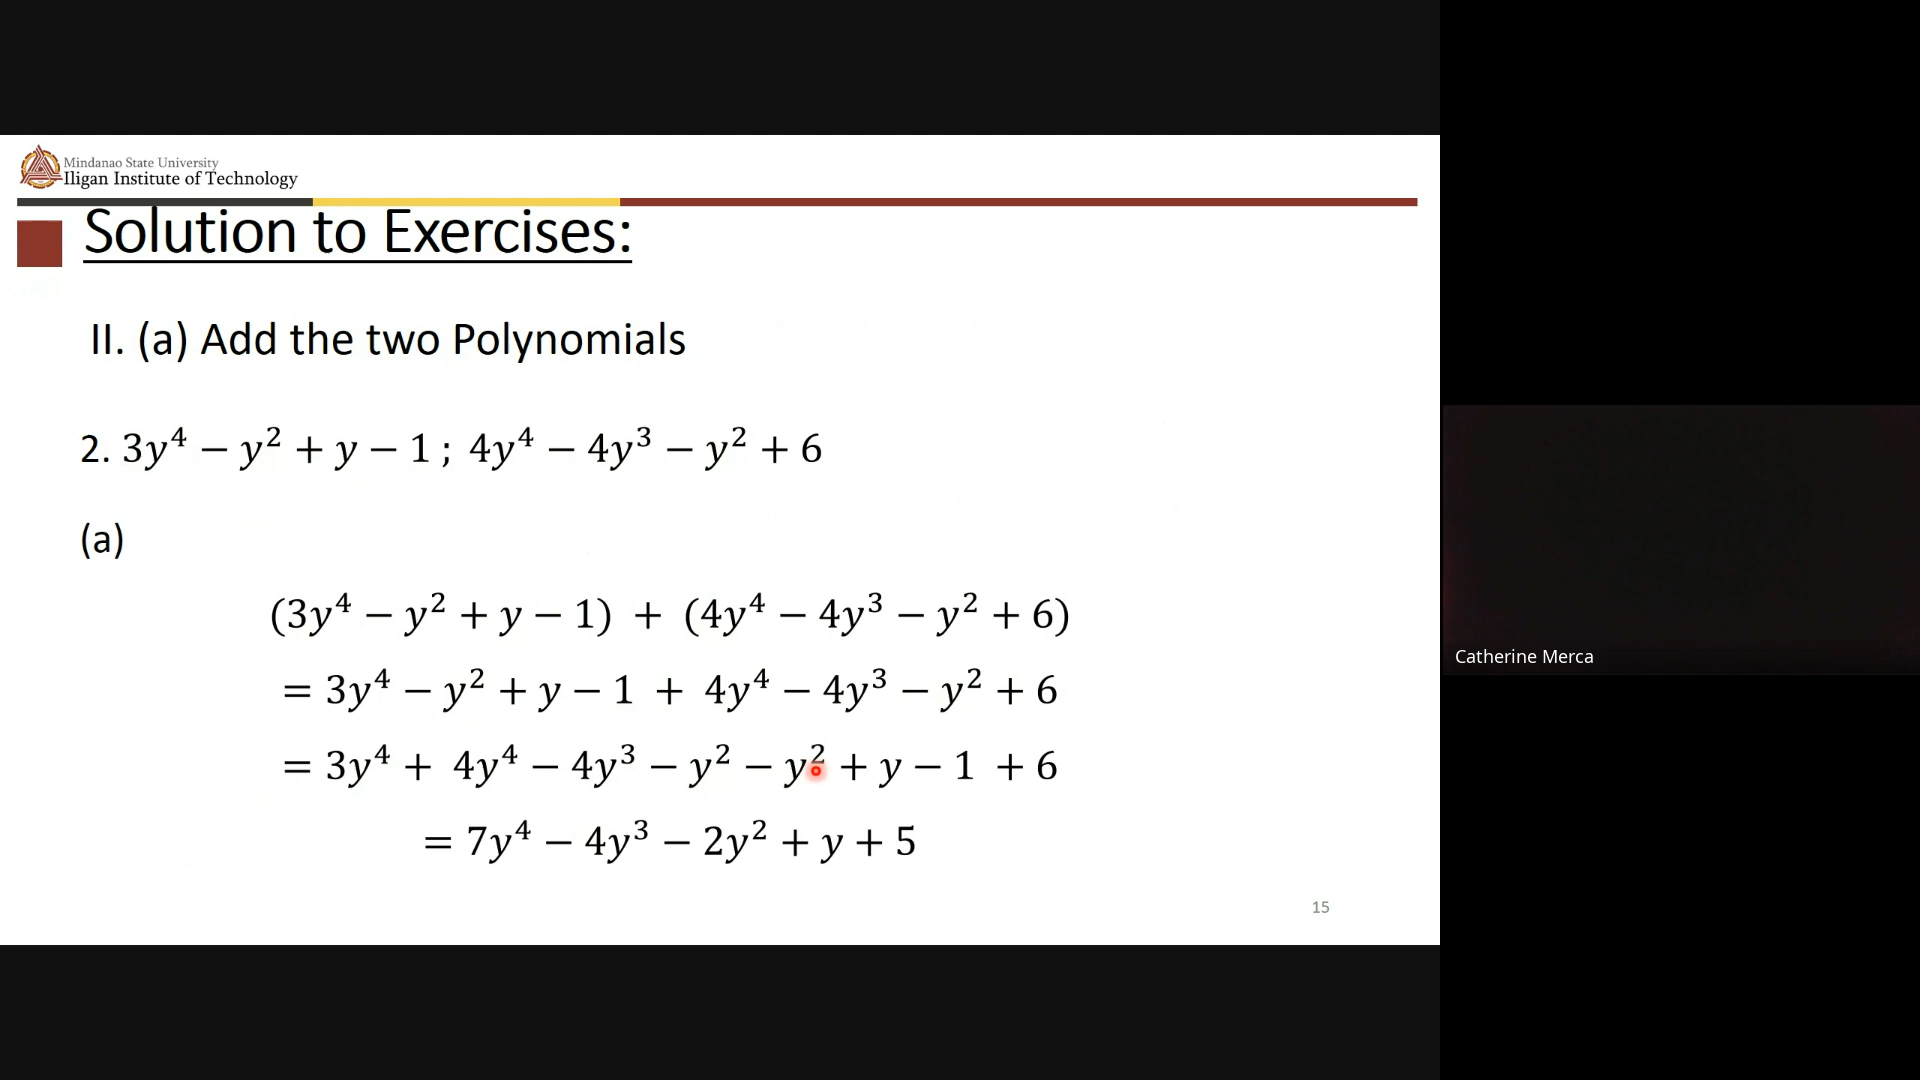 Mindanao State University
Iligan Institute of Technology
Solution to Exercises:
II. (a) Add the two Polynomials
2. 3y⁴ − y² + y − 1 ; 4y⁴ − 4y³ − y² + 6
(a)
(3y⁴ − y² + y − 1) + (4y⁴ − 4y³ − y² + 6)
= 3y⁴ − y² + y − 1 + 4y⁴ − 4y³ − y² + 6
= 3y⁴ + 4y⁴ − 4y³ − y² − y² + y − 1 + 6
= 7y⁴ − 4y³ − 2y² + y + 5
15
Catherine Merca